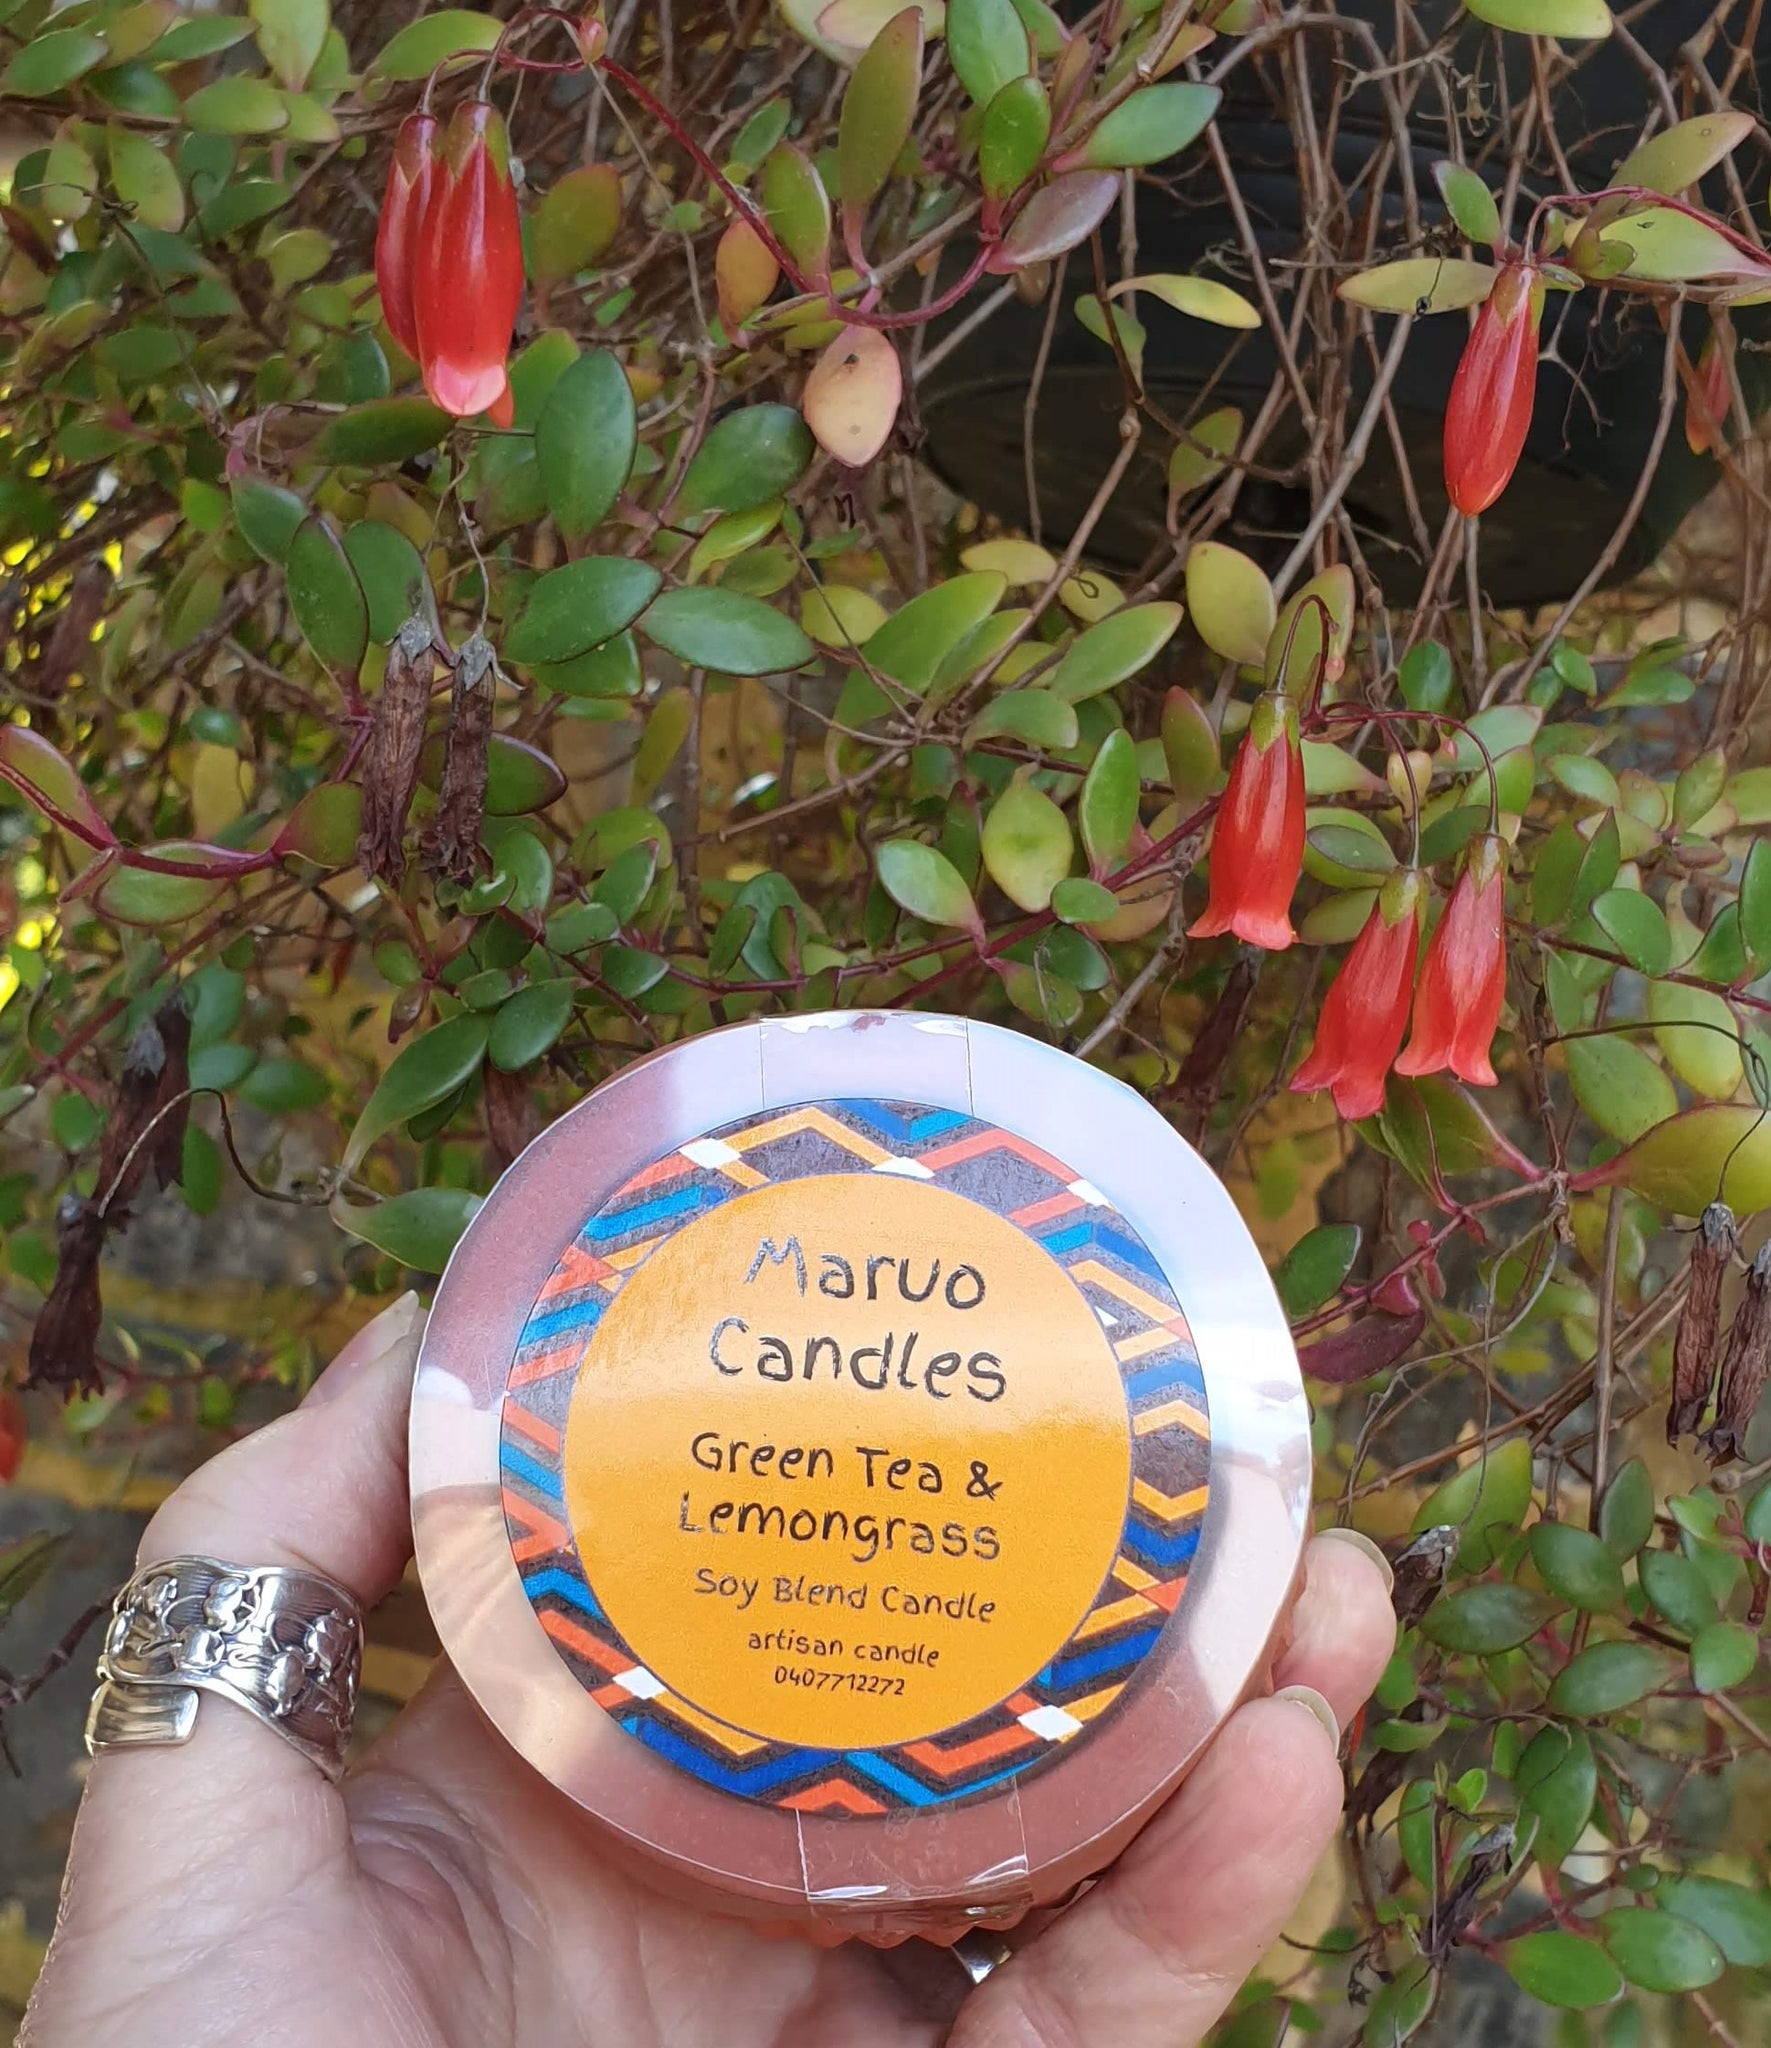 Maruo
Candles
Green Tea &
Lemongrass
Soy Blend Candle
artisan candle
0407712272